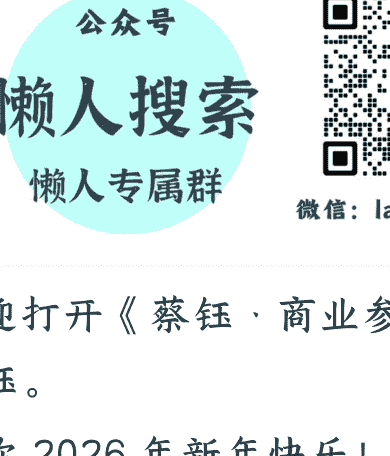 公众号
懒人搜索
懒人专属群
微信：la
迎打开《蔡钰·商业参
钰。
欢 2026 年新年快乐！